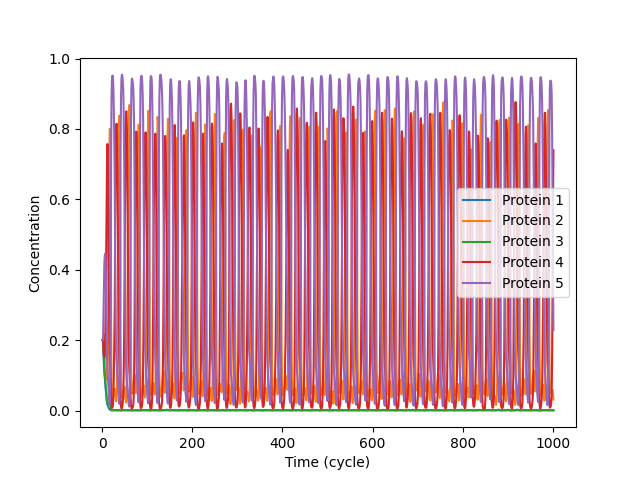 1.0
0.8
0.6
0.4
0.2
0.0
Concentration
0
200
400
600
800
1000
Time (cycle)
Protein 1
Protein 2
Protein 3
Protein 4
Protein 5